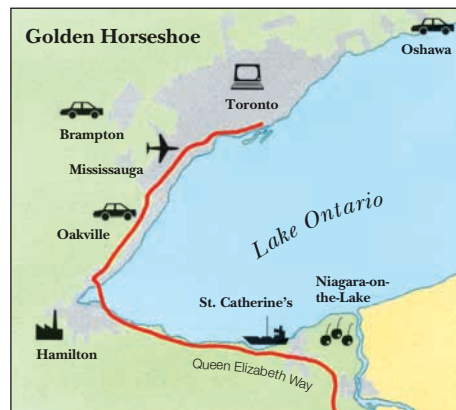 Golden Horseshoe
Oshawa
Toronto
Brampton
Mississauga
Oakville
Lake Ontario
Niagara-on-
the-Lake
St. Catherine's
Hamilton
Queen Elizabeth Way